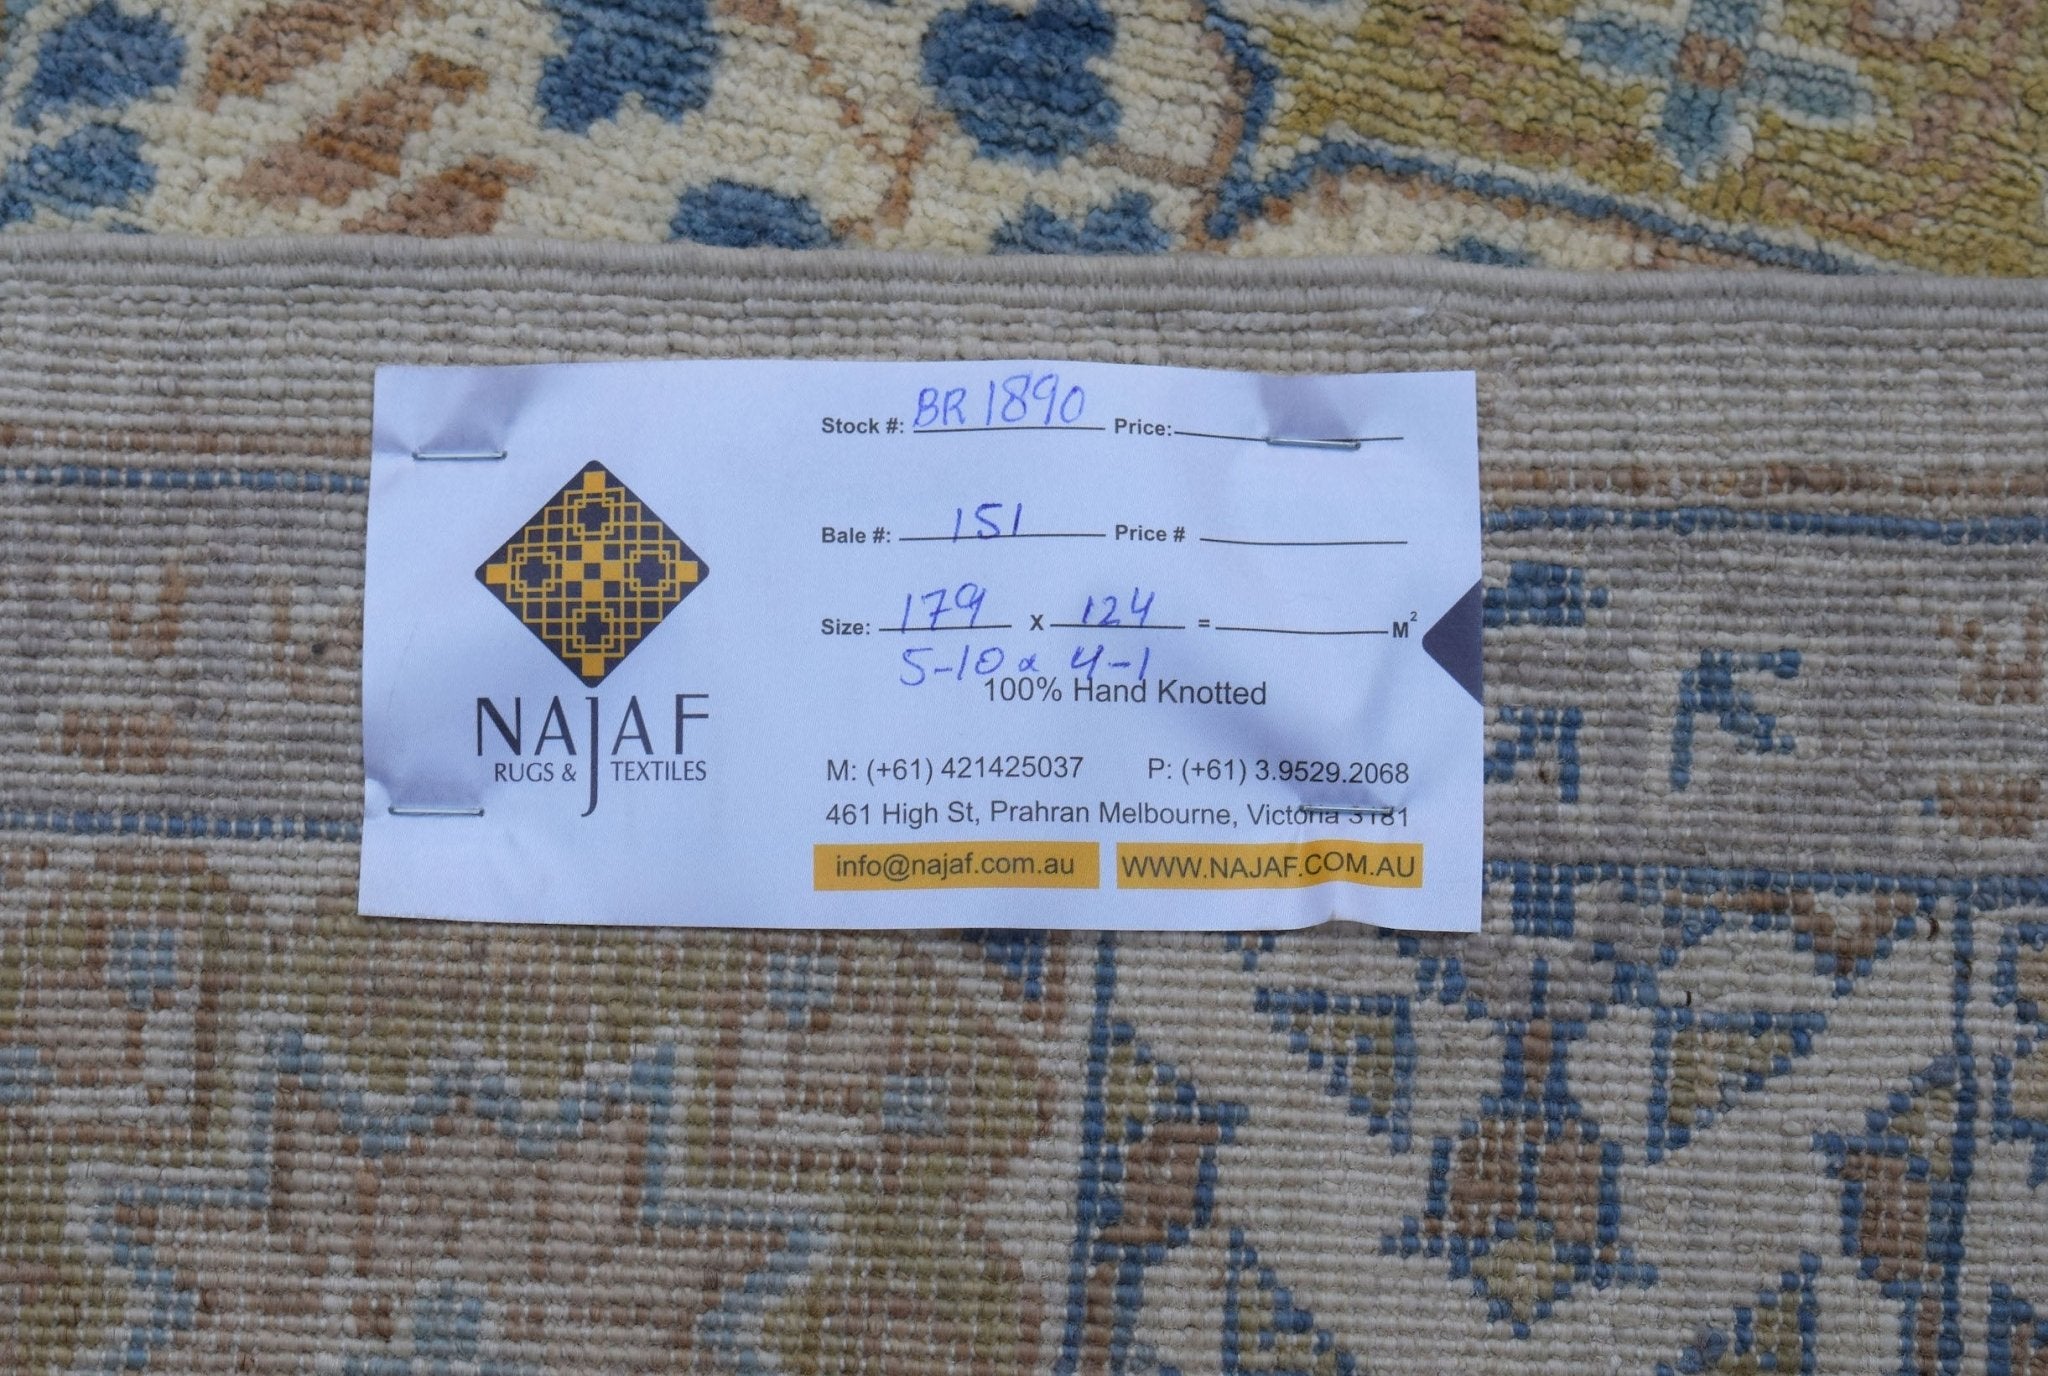 Stock #: BR 1890 Price:
Bale #: 151 Price #
Size: 179 X 124 = M²
5-10 x 4-1
100% Hand Knotted
NAJAF
RUGS & TEXTILES
M: (+61) 421425037 P: (+61) 3.9529.2068
461 High St, Prahran Melbourne, Victoria 3181
info@najaf.com.au WWW.NAJAF.COM.AU